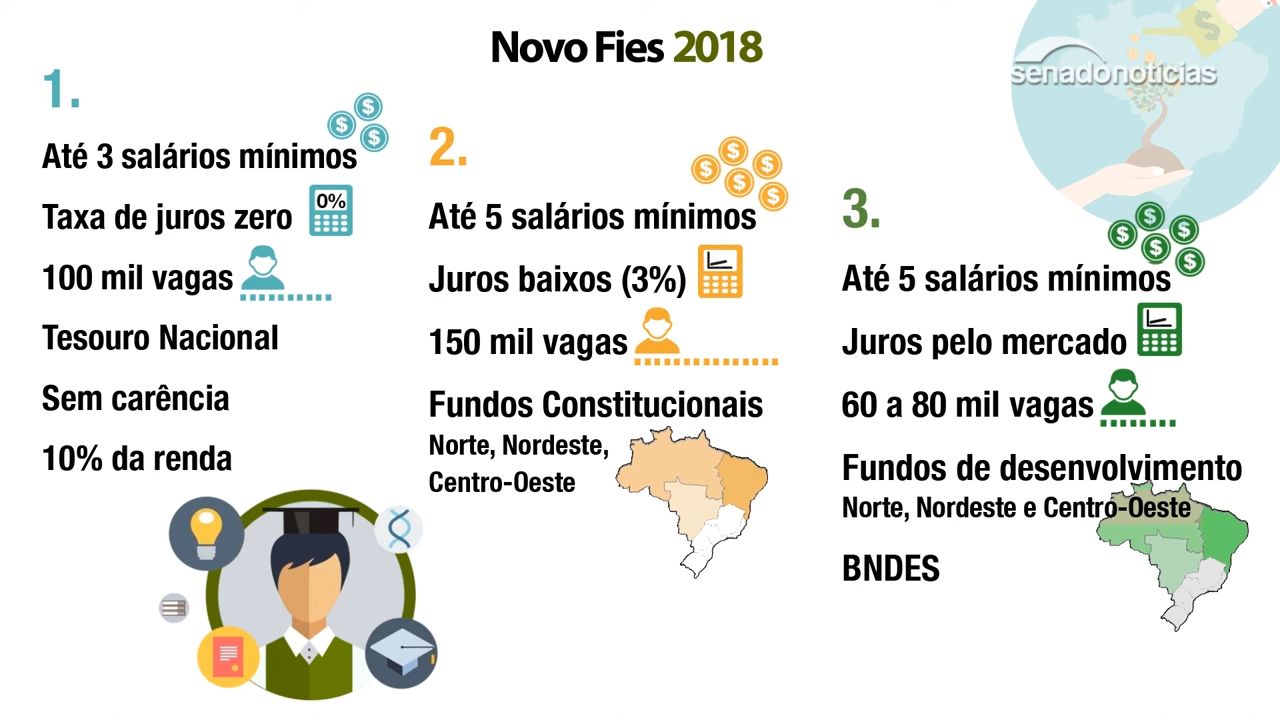 Novo Fies 2018
senadonotícias
1.
Até 3 salários mínimos
Taxa de juros zero
0%
100 mil vagas
Tesouro Nacional
Sem carência
10% da renda
2.
Até 5 salários mínimos
Juros baixos (3%)
150 mil vagas
Fundos Constitucionais
Norte, Nordeste,
Centro-Oeste
3.
Até 5 salários mínimos
Juros pelo mercado
60 a 80 mil vagas
Fundos de desenvolvimento
Norte, Nordeste e Centro-Oeste
BNDES